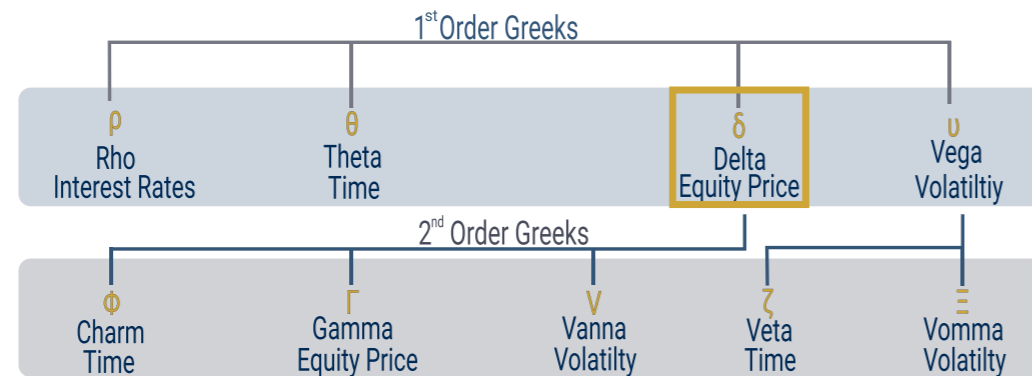 1st Order Greeks
ρ
Rho
Interest Rates
θ
Theta
Time
δ
Delta
Equity Price
υ
Vega
Volatiltiy
2nd Order Greeks
Φ
Charm
Time
Γ
Gamma
Equity Price
V
Vanna
Volatilty
ζ
Veta
Time
Ξ
Vomma
Volatilty